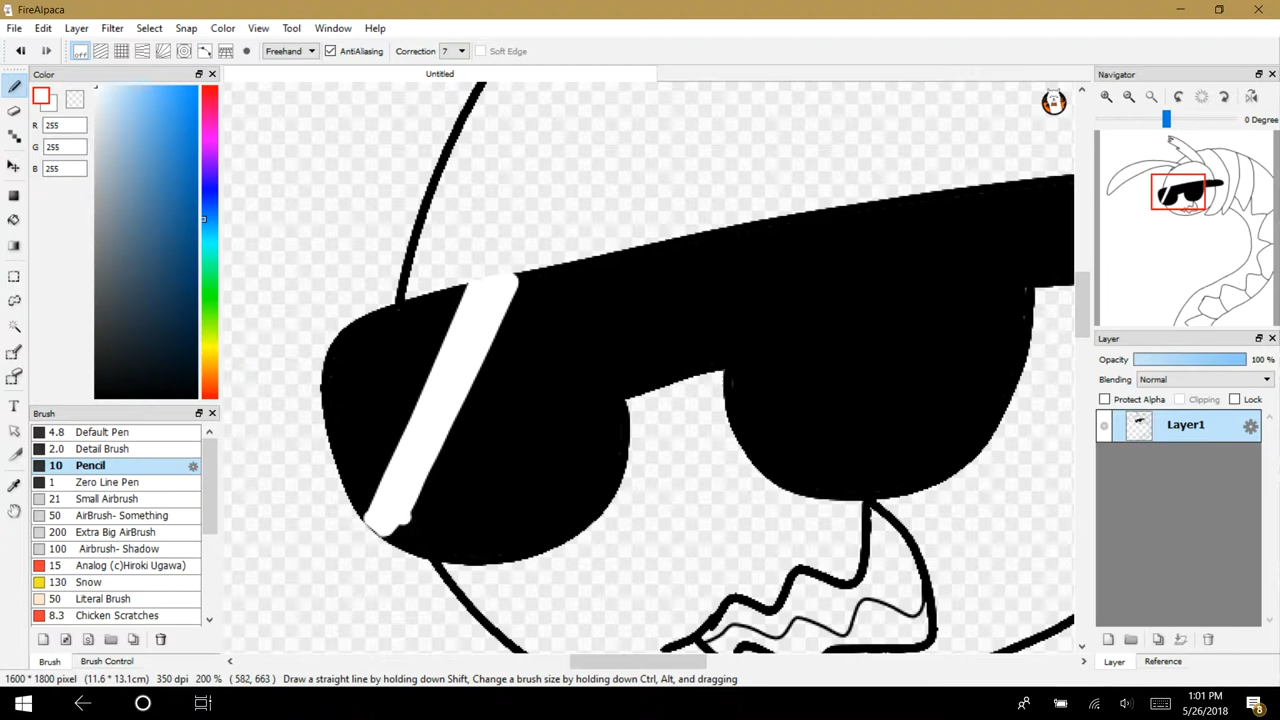 FireAlpaca
File Edit Layer Filter Select Snap Color View Tool Window Help
off Freehand AntiAliasing Correction 7 Soft Edge
Color
R 255
G 255
B 255
Brush
4.8 Default Pen
2.0 Detail Brush
10 Pencil
1 Zero Line Pen
21 Small Airbrush
50 AirBrush- Something
200 Extra Big AirBrush
100 Airbrush- Shadow
15 Analog (c)Hiroki Ugawa)
130 Snow
50 Literal Brush
8.3 Chicken Scratches
Brush Brush Control
Untitled
Navigator
0 Degree
Layer
Opacity 100 %
Blending Normal
Protect Alpha Clipping Lock
Layer1
Layer Reference
1600 * 1800 pixel (11.6 * 13.1cm) 350 dpi 200 % ( 582, 663 ) Draw a straight line by holding down Shift, Change a brush size by holding down Ctrl, Alt, and dragging
1:01 PM
5/26/2018
8